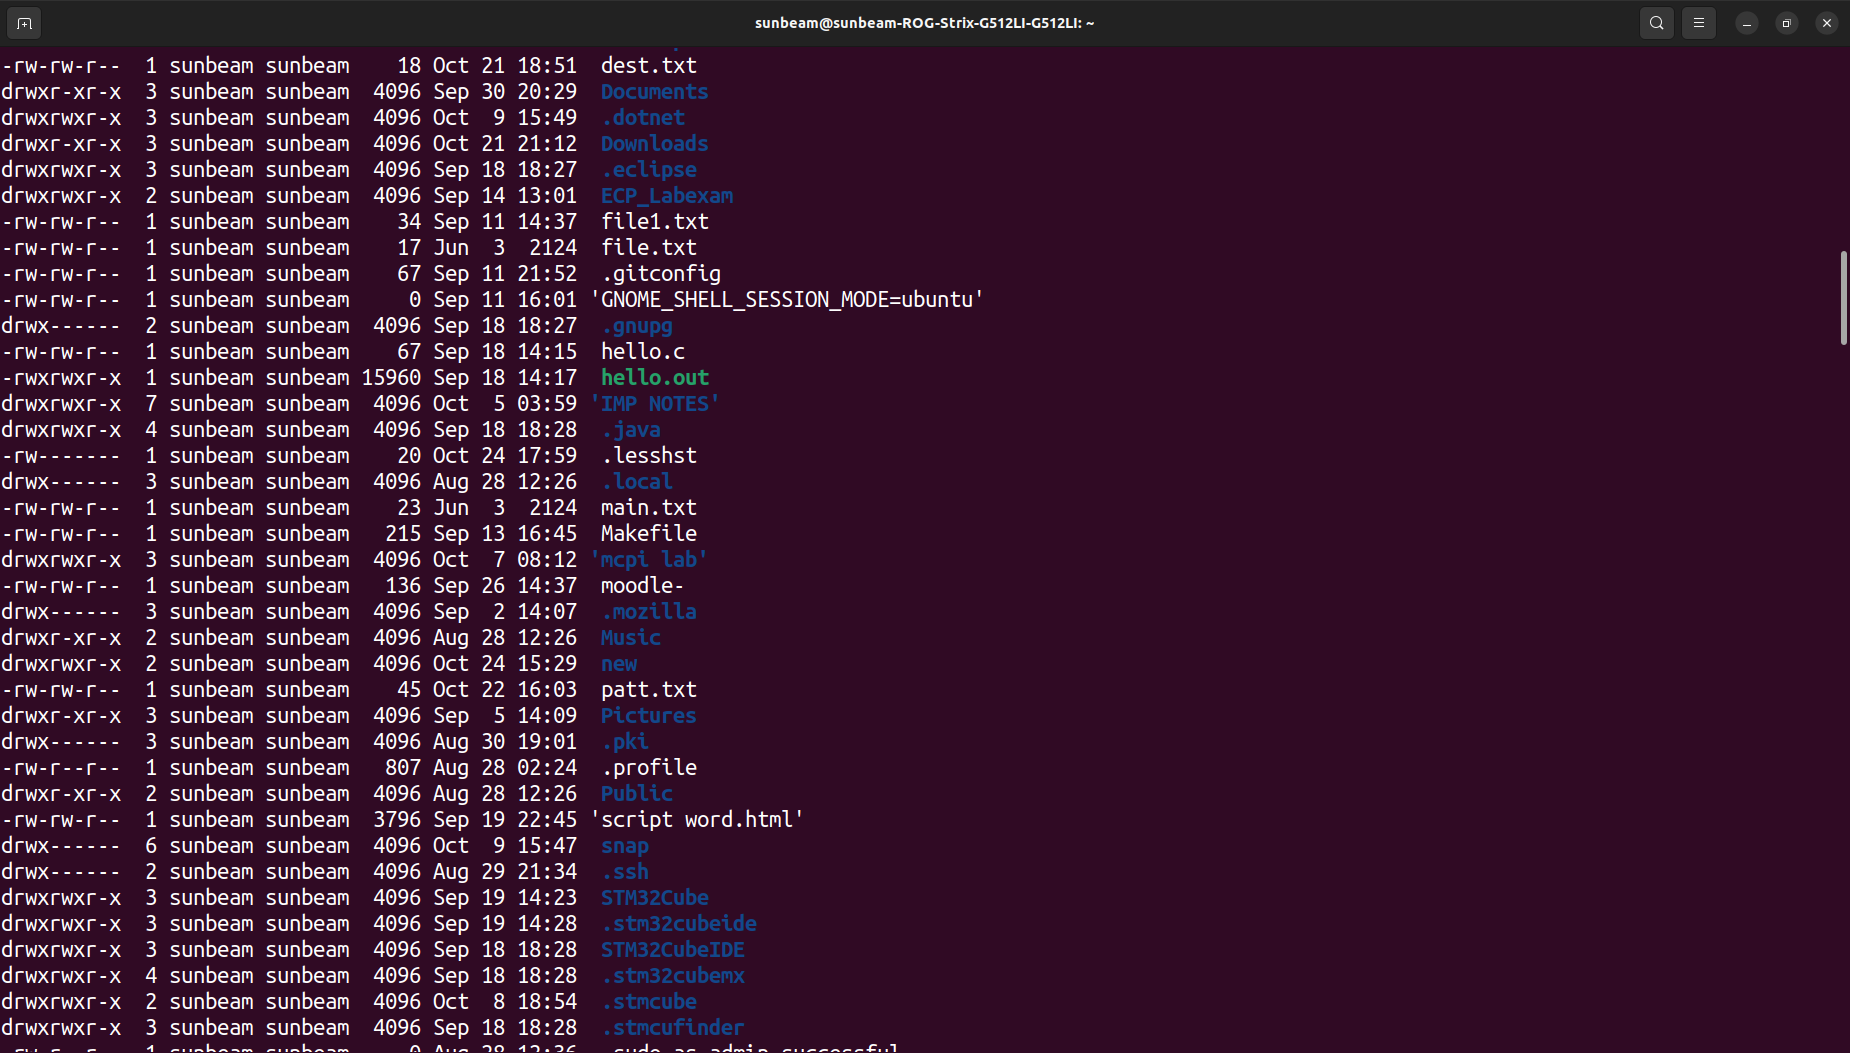 sunbeam@sunbeam-ROG-Strix-G512LI-G512LI: ~
-rw-rw-r--  1 sunbeam sunbeam    18 Oct 21 18:51  dest.txt
drwxr-xr-x  3 sunbeam sunbeam  4096 Sep 30 20:29  Documents
drwxrwxr-x  3 sunbeam sunbeam  4096 Oct  9 15:49  .dotnet
drwxr-xr-x  3 sunbeam sunbeam  4096 Oct 21 21:12  Downloads
drwxrwxr-x  3 sunbeam sunbeam  4096 Sep 18 18:27  .eclipse
drwxrwxr-x  2 sunbeam sunbeam  4096 Sep 14 13:01  ECP_Labexam
-rw-rw-r--  1 sunbeam sunbeam    34 Sep 11 14:37  file1.txt
-rw-rw-r--  1 sunbeam sunbeam    17 Jun  3  2124  file.txt
-rw-rw-r--  1 sunbeam sunbeam    67 Sep 11 21:52  .gitconfig
-rw-rw-r--  1 sunbeam sunbeam     0 Sep 11 16:01 'GNOME_SHELL_SESSION_MODE=ubuntu'
drwx------  2 sunbeam sunbeam  4096 Sep 18 18:27  .gnupg
-rw-rw-r--  1 sunbeam sunbeam    67 Sep 18 14:15  hello.c
-rwxrwxr-x  1 sunbeam sunbeam 15960 Sep 18 14:17  hello.out
drwxrwxr-x  7 sunbeam sunbeam  4096 Oct  5 03:59 'IMP NOTES'
drwxrwxr-x  4 sunbeam sunbeam  4096 Sep 18 18:28  .java
-rw-------  1 sunbeam sunbeam    20 Oct 24 17:59  .lesshst
drwx------  3 sunbeam sunbeam  4096 Aug 28 12:26  .local
-rw-rw-r--  1 sunbeam sunbeam    23 Jun  3  2124  main.txt
-rw-rw-r--  1 sunbeam sunbeam   215 Sep 13 16:45  Makefile
drwxrwxr-x  3 sunbeam sunbeam  4096 Oct  7 08:12 'mcpi lab'
-rw-rw-r--  1 sunbeam sunbeam   136 Sep 26 14:37  moodle-
drwx------  3 sunbeam sunbeam  4096 Sep  2 14:07  .mozilla
drwxr-xr-x  2 sunbeam sunbeam  4096 Aug 28 12:26  Music
drwxrwxr-x  2 sunbeam sunbeam  4096 Oct 24 15:29  new
-rw-rw-r--  1 sunbeam sunbeam    45 Oct 22 16:03  patt.txt
drwxr-xr-x  3 sunbeam sunbeam  4096 Sep  5 14:09  Pictures
drwx------  3 sunbeam sunbeam  4096 Aug 30 19:01  .pki
-rw-r--r--  1 sunbeam sunbeam   807 Aug 28 02:24  .profile
drwxr-xr-x  2 sunbeam sunbeam  4096 Aug 28 12:26  Public
-rw-rw-r--  1 sunbeam sunbeam  3796 Sep 19 22:45 'script word.html'
drwx------  6 sunbeam sunbeam  4096 Oct  9 15:47  snap
drwx------  2 sunbeam sunbeam  4096 Aug 29 21:34  .ssh
drwxrwxr-x  3 sunbeam sunbeam  4096 Sep 19 14:23  STM32Cube
drwxrwxr-x  3 sunbeam sunbeam  4096 Sep 19 14:28  .stm32cubeide
drwxrwxr-x  3 sunbeam sunbeam  4096 Sep 18 18:28  STM32CubeIDE
drwxrwxr-x  4 sunbeam sunbeam  4096 Sep 18 18:28  .stm32cubemx
drwxrwxr-x  2 sunbeam sunbeam  4096 Oct  8 18:54  .stmcube
drwxrwxr-x  3 sunbeam sunbeam  4096 Sep 18 18:28  .stmcufinder
-rw-r--r--  1 sunbeam sunbeam     0 Aug 28 12:36  .sudo_as_admin_successful